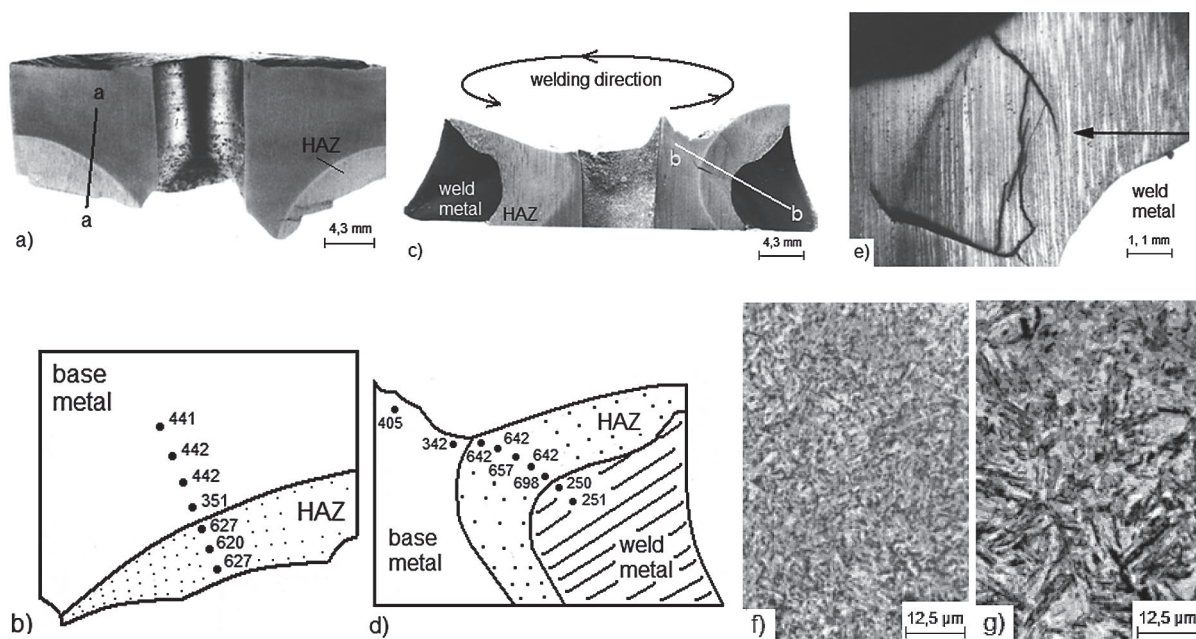 a
a
HAZ
4,3 mm
a)
welding direction
b
b
weld
metal
HAZ
4,3 mm
c)
weld
metal
1, 1 mm
e)
base
metal
441
442
442
351
627
620
627
HAZ
b)
405
342
642
642
657
642
698
250
251
HAZ
base
metal
weld
metal
d)
12,5 µm
f)
12,5 µm
g)